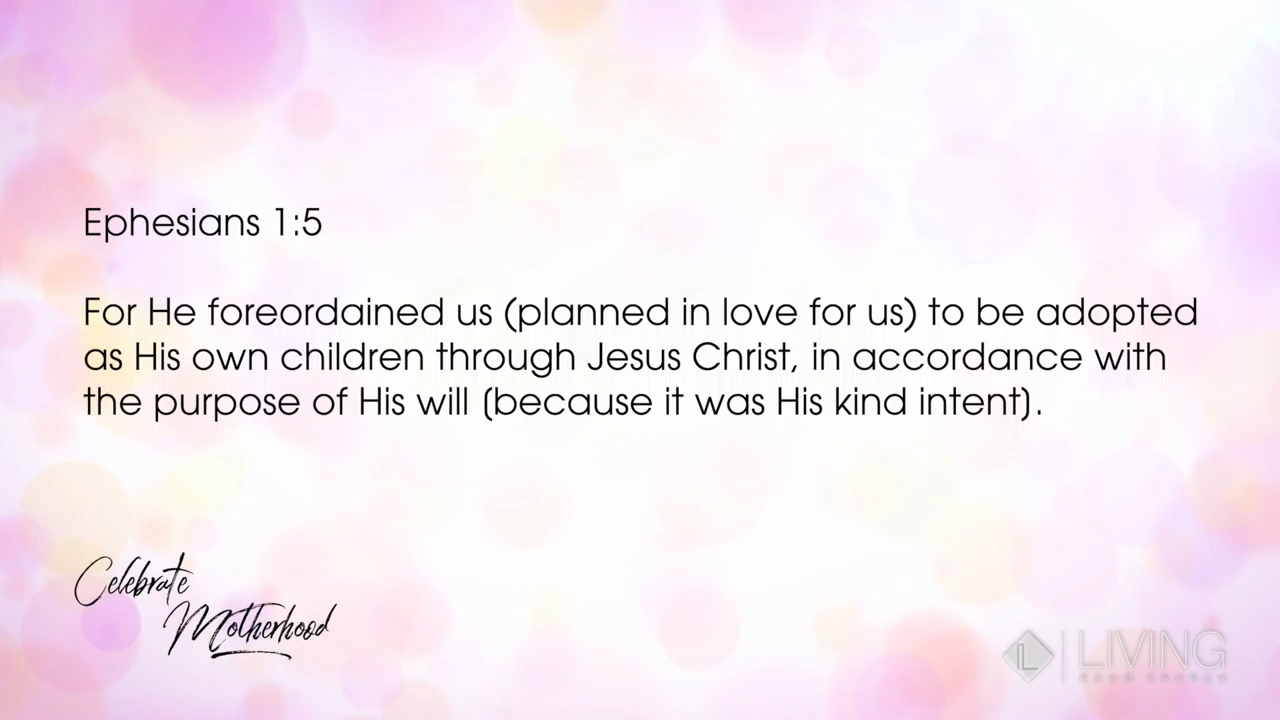 Ephesians 1:5
For He foreordained us (planned in love for us) to be adopted
as His own children through Jesus Christ, in accordance with
the purpose of His will (because it was His kind intent).
Celebrate
Motherhood
LIVING